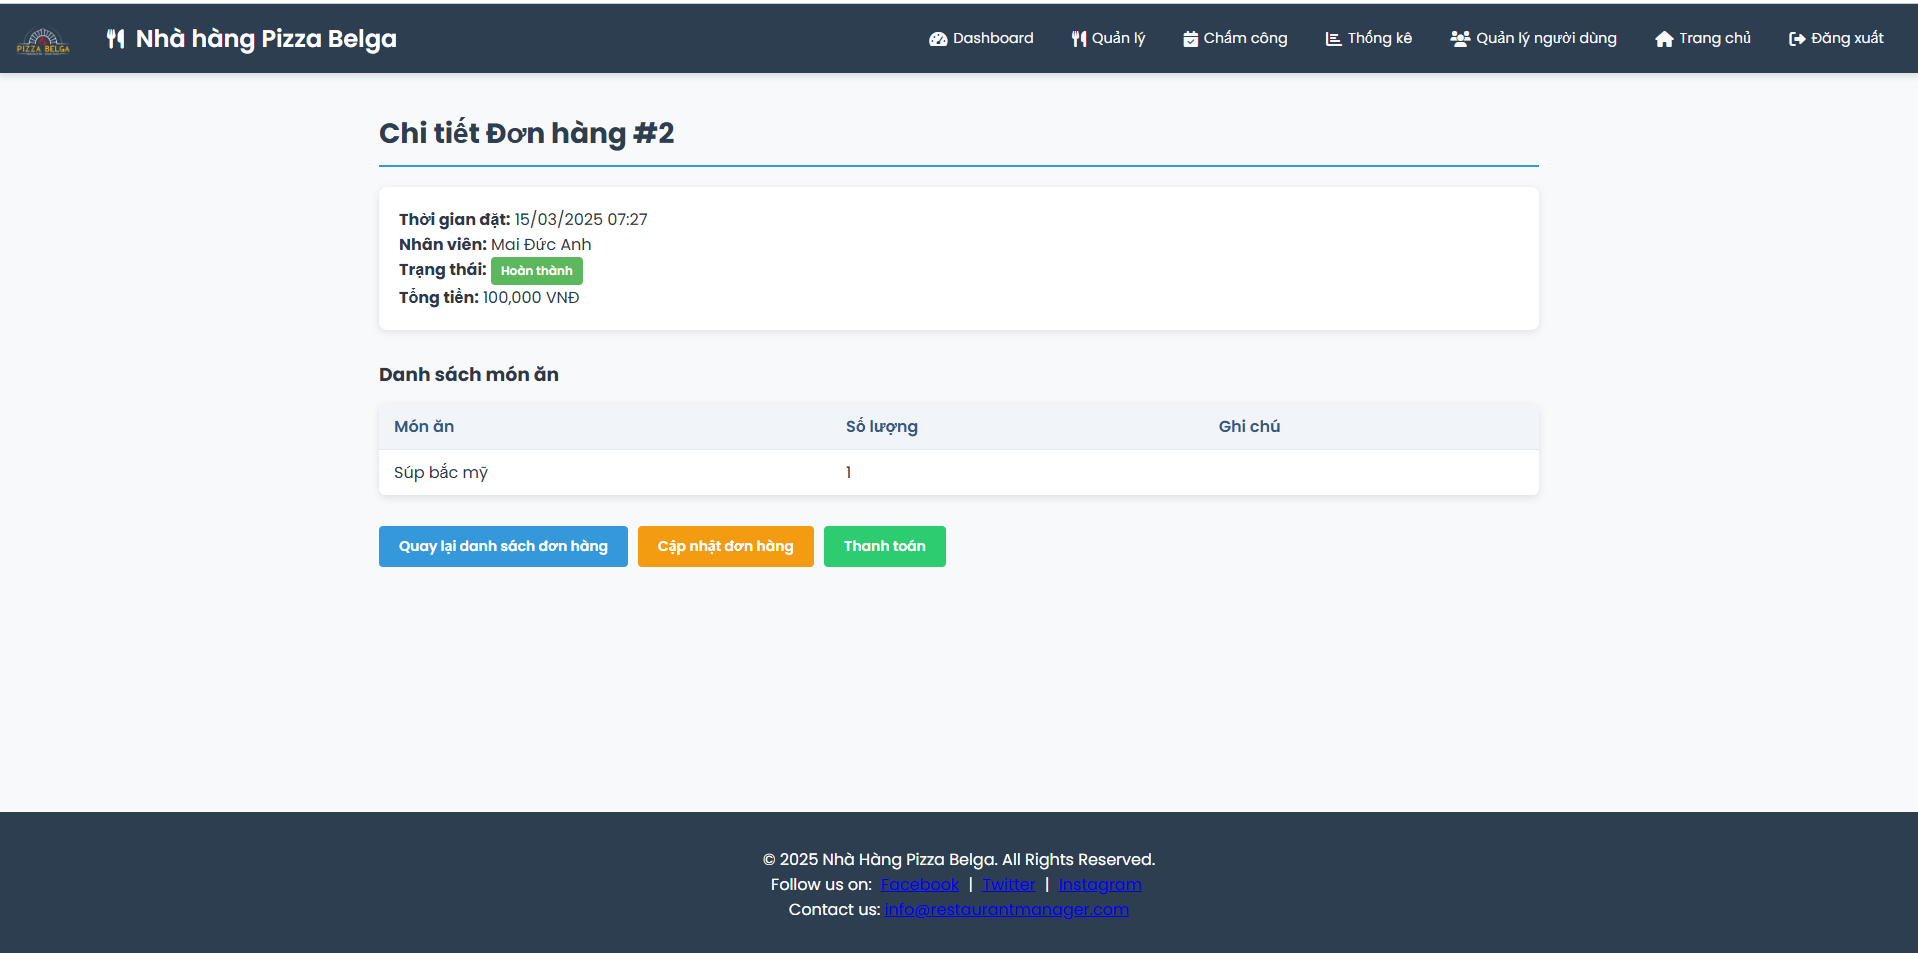 PIZZA BELGA
Nhà hàng Pizza Belga
Dashboard
Quản lý
Chấm công
Thống kê
Quản lý người dùng
Trang chủ
Đăng xuất
Chi tiết Đơn hàng #2
Thời gian đặt: 15/03/2025 07:27
Nhân viên: Mai Đức Anh
Trạng thái: Hoàn thành
Tổng tiền: 100,000 VNĐ
Danh sách món ăn
Món ăn Số lượng Ghi chú
Súp bắc mỹ 1
Quay lại danh sách đơn hàng
Cập nhật đơn hàng
Thanh toán
© 2025 Nhà Hàng Pizza Belga. All Rights Reserved.
Follow us on: Facebook | Twitter | Instagram
Contact us: info@restaurantmanager.com